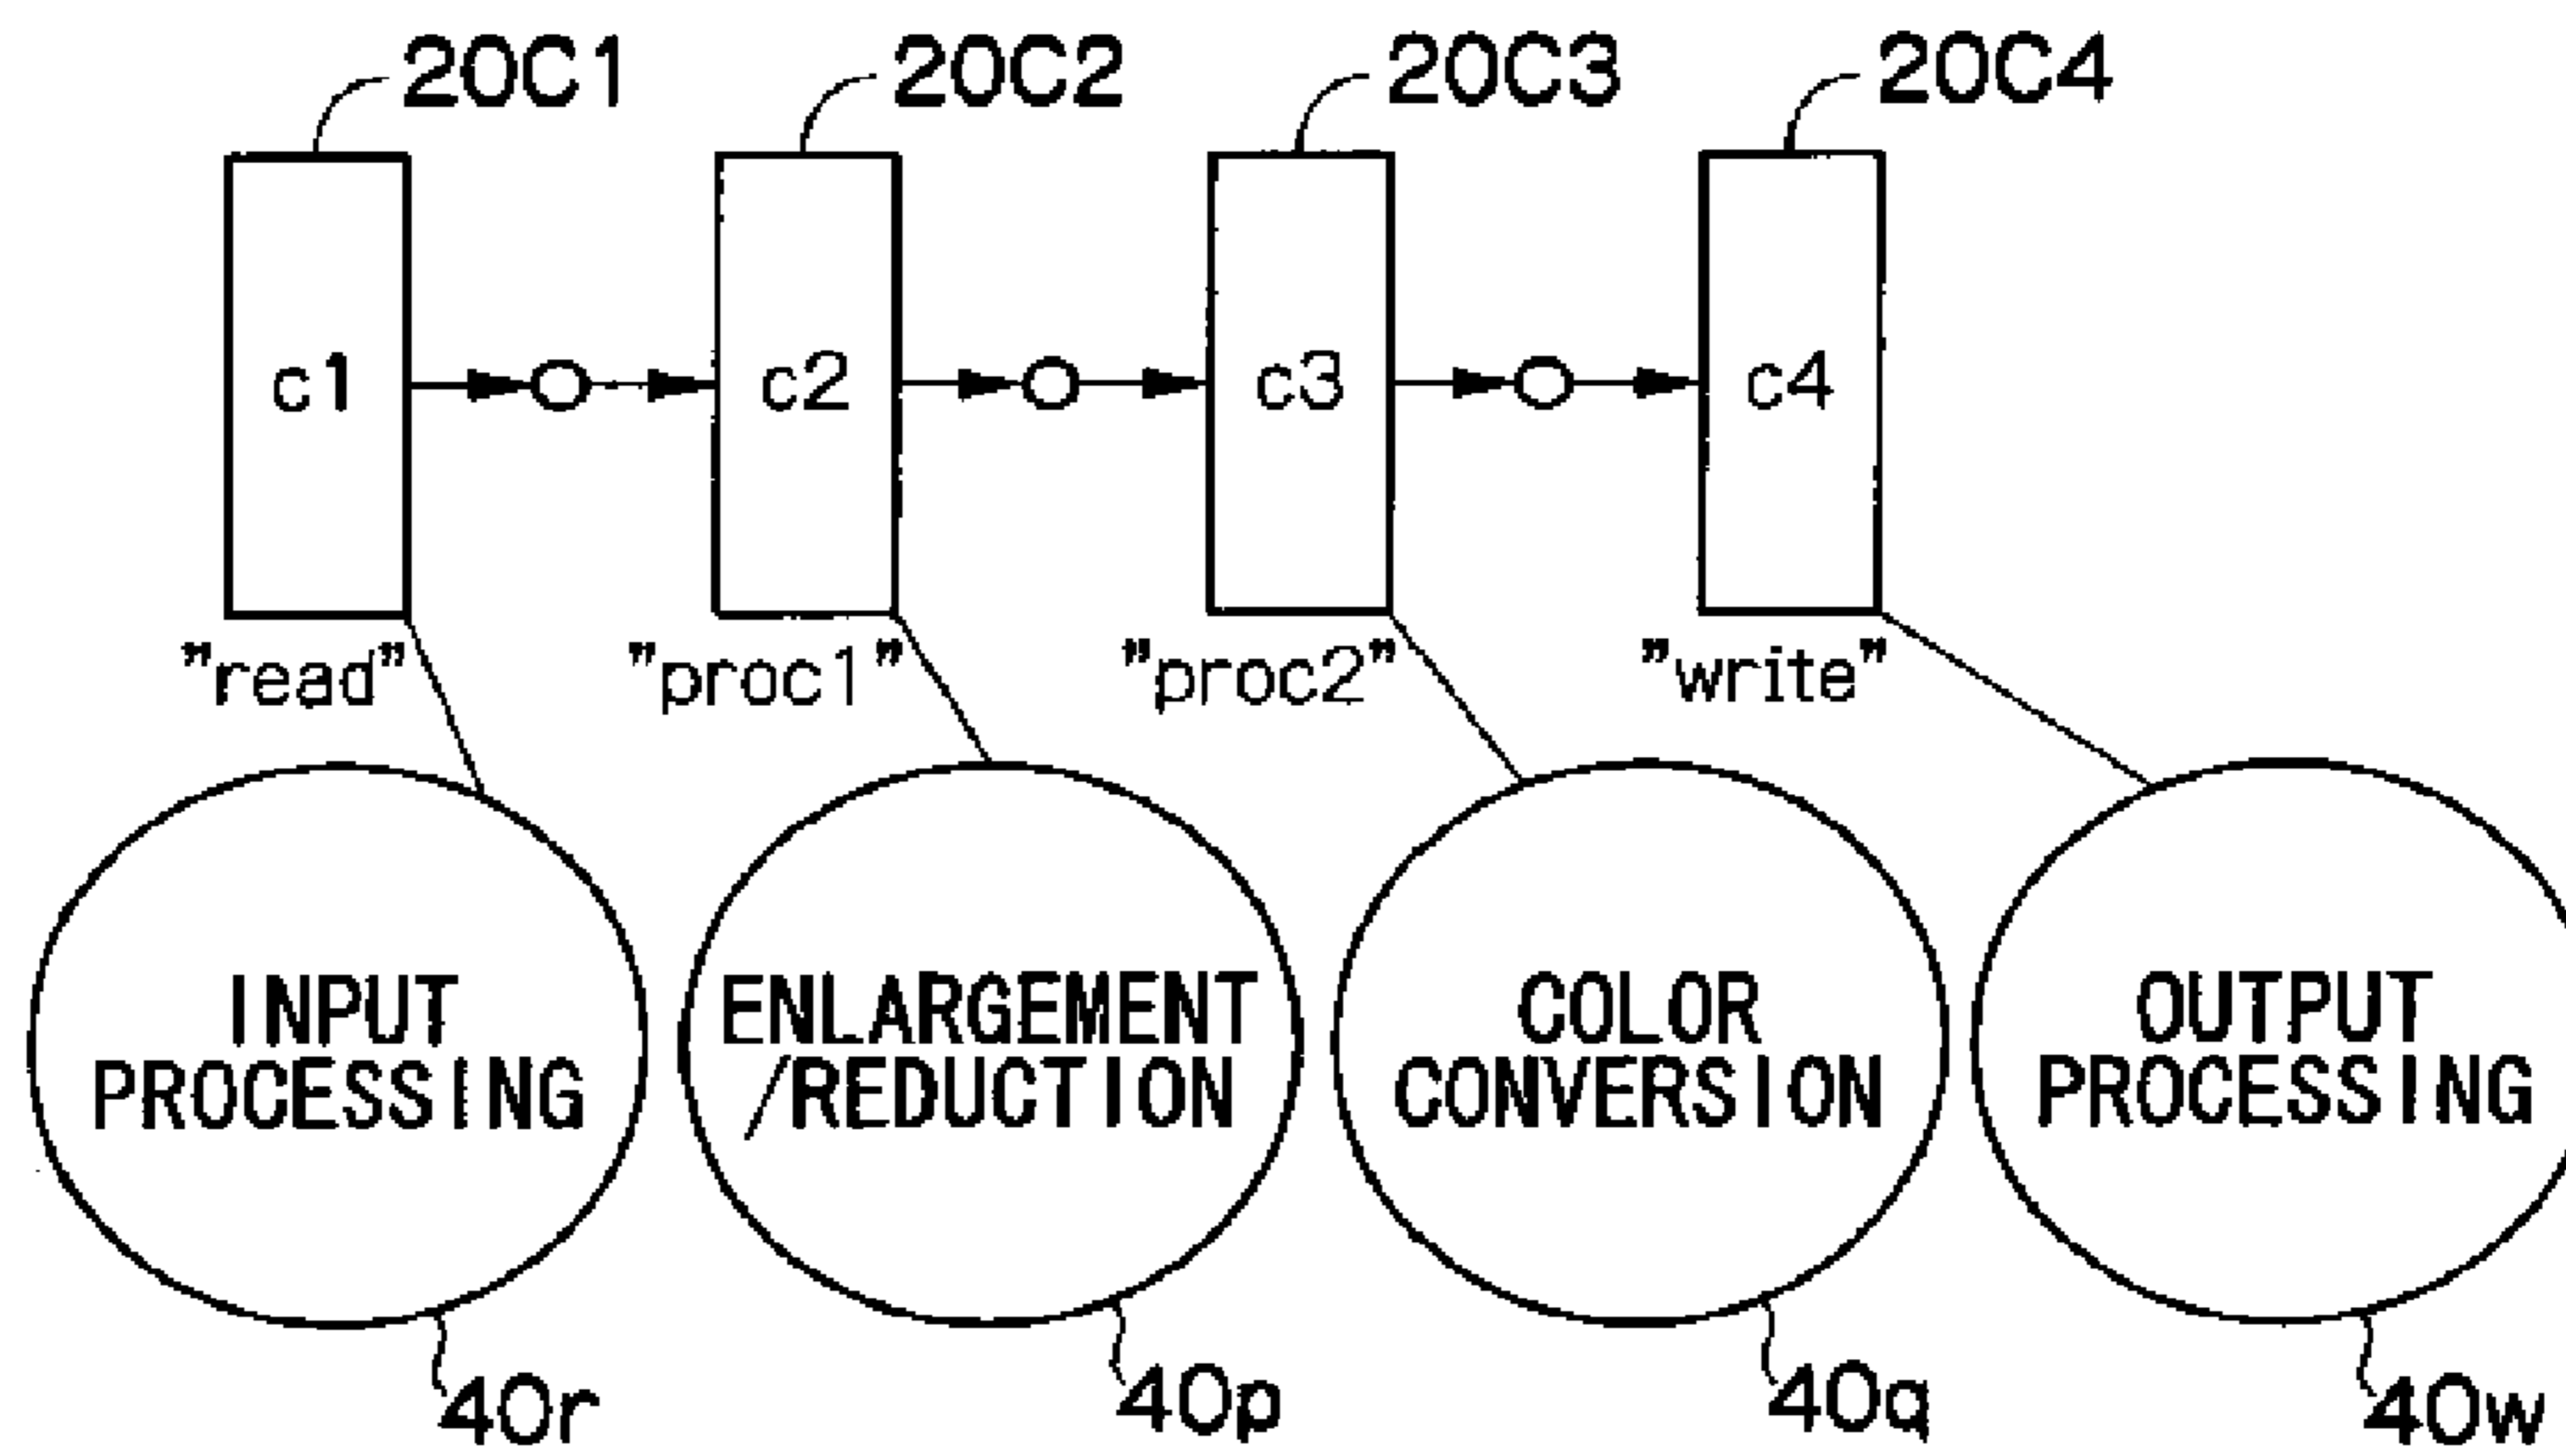 20C1 20C2 20C3 20C4
c1 c2 c3 c4
"read" "proc1" "proc2" "write"
INPUT
PROCESSING
ENLARGEMENT
/REDUCTION
COLOR
CONVERSION
OUTPUT
PROCESSING
40r 40p 40q 40w